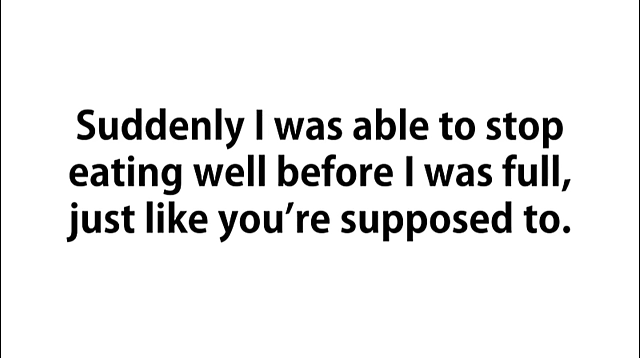 Suddenly I was able to stop
eating well before I was full,
just like you’re supposed to.